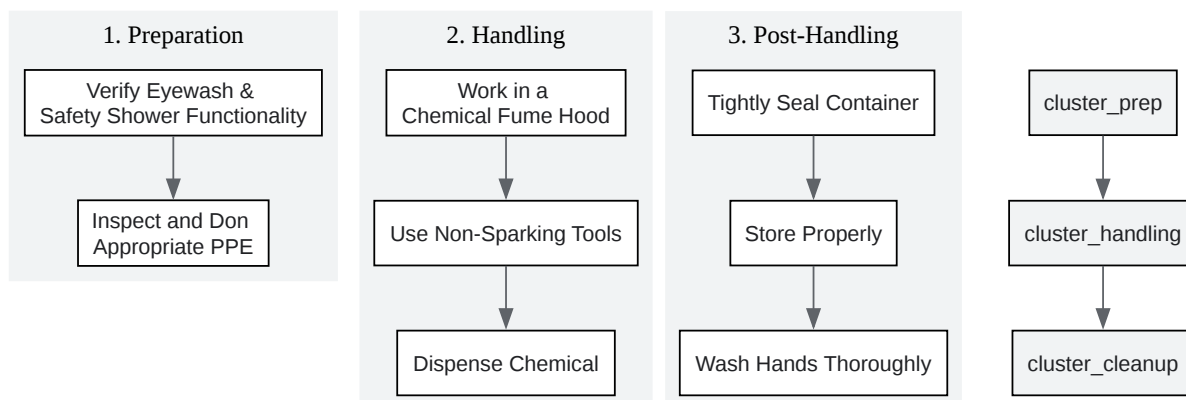 1. Preparation
Verify Eyewash &
Safety Shower Functionality
Inspect and Don
Appropriate PPE
2. Handling
Work in a
Chemical Fume Hood
Use Non-Sparking Tools
Dispense Chemical
3. Post-Handling
Tightly Seal Container
Store Properly
Wash Hands Thoroughly
cluster_prep
cluster_handling
cluster_cleanup